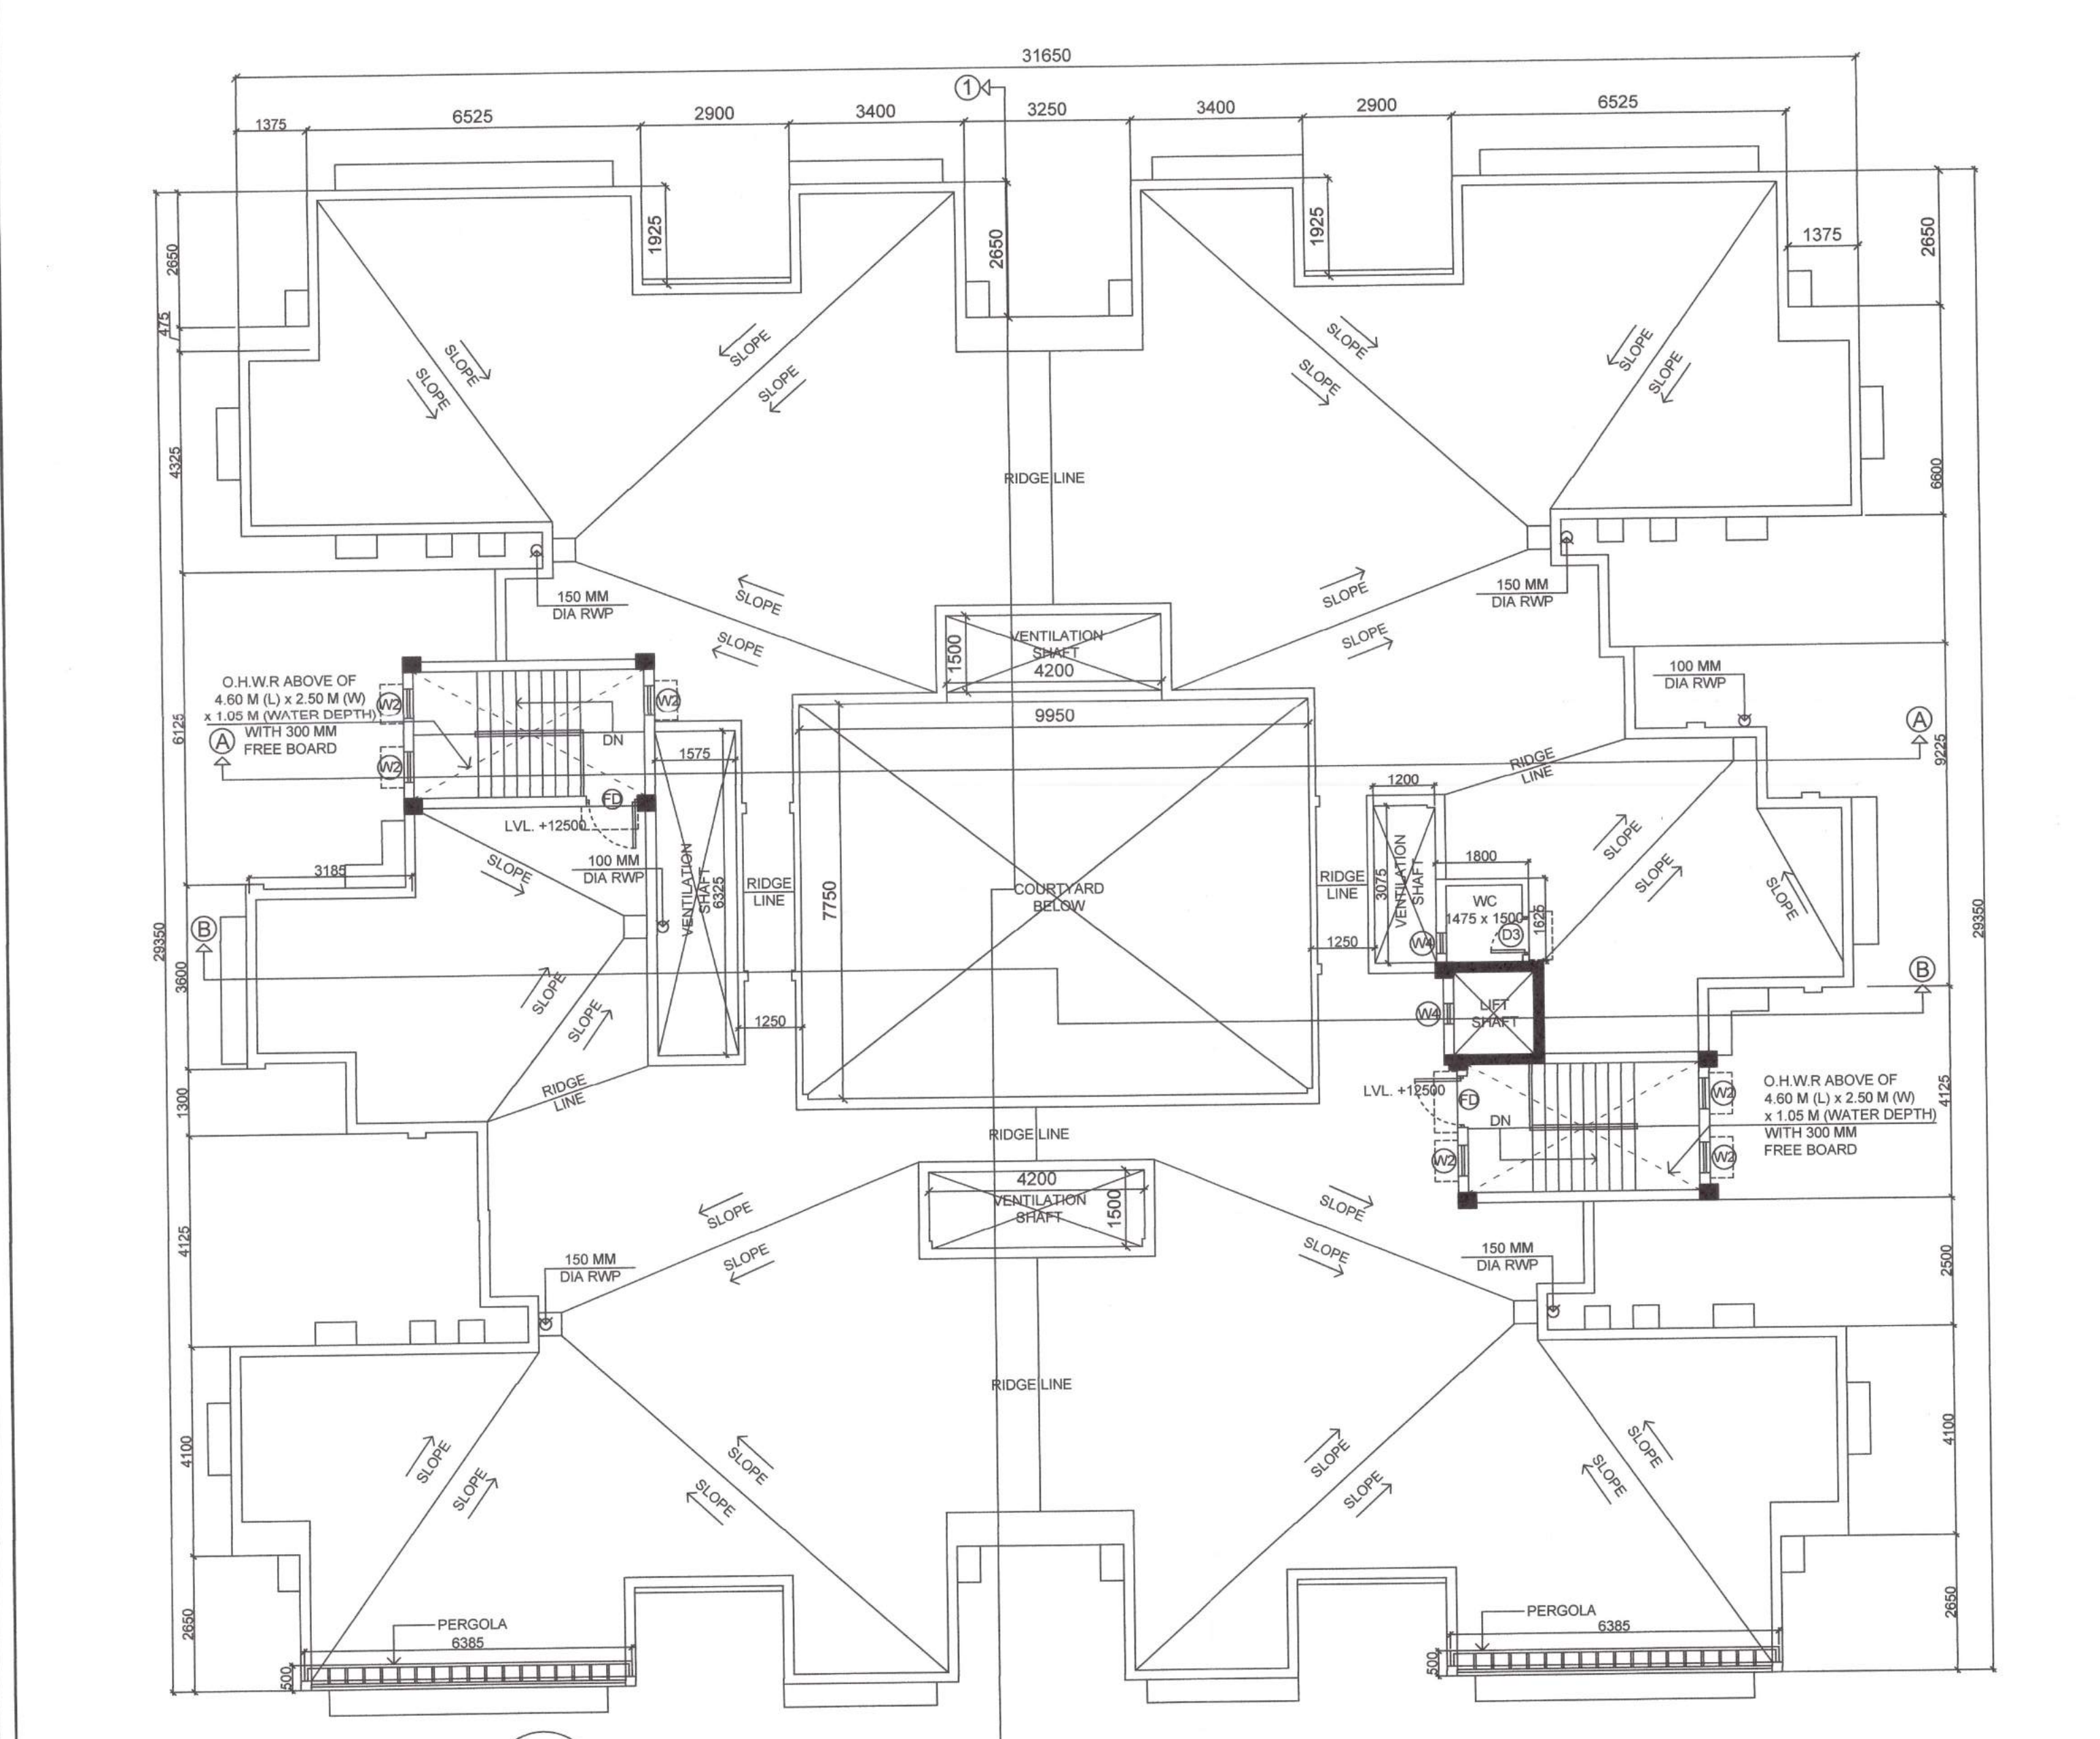 31650
1
1375
6525
2900
3400
3250
3400
2900
6525
2650
1925
2650
1925
1375
2650
475
SLOPE
SLOPE
SLOPE
SLOPE
SLOPE
SLOPE
SLOPE
SLOPE
4325
RIDGE LINE
6600
150 MM
DIA RWP
SLOPE
SLOPE
SLOPE
SLOPE
150 MM
DIA RWP
VENTILATION
SHAFT
4200
1500
100 MM
DIA RWP
O.H.W.R ABOVE OF
4.60 M (L) x 2.50 M (W)
x 1.05 M (WATER DEPTH)
WITH 300 MM
FREE BOARD
W2
W2
W2
DN
6125
A
9950
A
9225
1575
RIDGE
LINE
1200
FD
LVL. +12500
SLOPE
100 MM
DIA RWP
3185
VENTILATION
SHAFT
6325
RIDGE
LINE
7750
COURTYARD
BELOW
RIDGE
LINE
3075
VENTILATION
SHAFT
1800
WC
1475 x 1500
1625
D3
W4
SLOPE
SLOPE
SLOPE
29350
B
1250
29350
B
3600
SLOPE
SLOPE
1250
W4
LIFT
SHAFT
RIDGE
LINE
1300
LVL. +12500
FD
DN
W2
W2
W2
4125
O.H.W.R ABOVE OF
4.60 M (L) x 2.50 M (W)
x 1.05 M (WATER DEPTH)
WITH 300 MM
FREE BOARD
RIDGE LINE
4200
VENTILATION
SHAFT
1500
SLOPE
SLOPE
SLOPE
SLOPE
4125
150 MM
DIA RWP
150 MM
DIA RWP
2500
RIDGE LINE
4100
SLOPE
SLOPE
SLOPE
SLOPE
SLOPE
SLOPE
SLOPE
SLOPE
4100
2650
PERGOLA
6385
500
PERGOLA
6385
500
2650